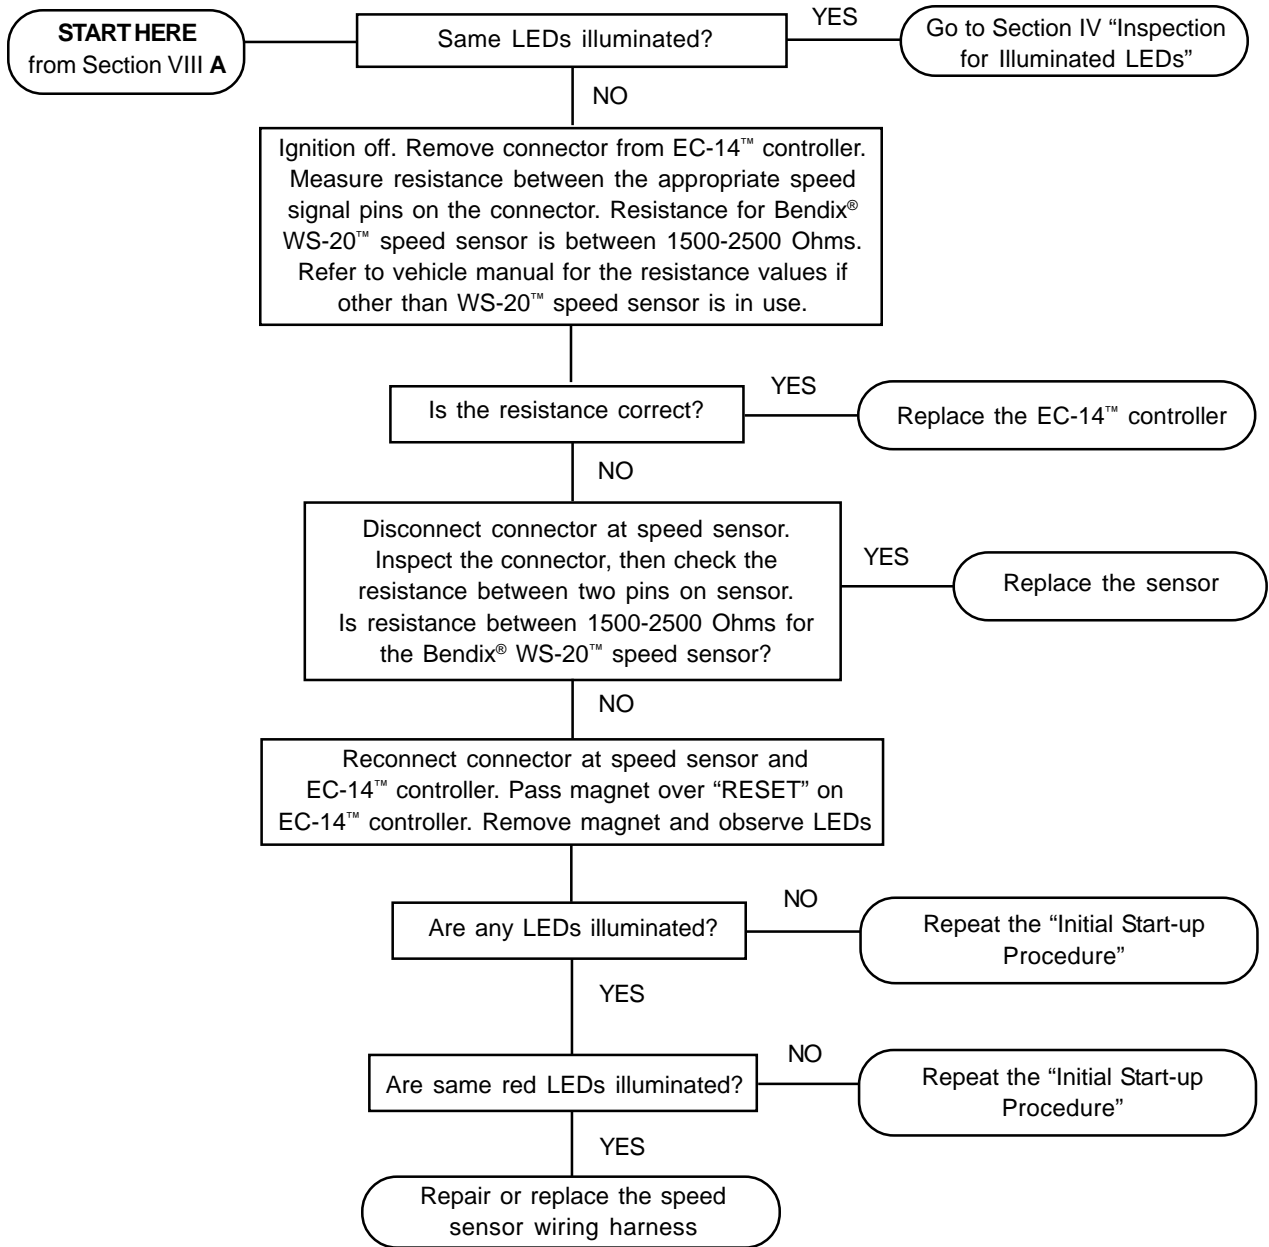 START HERE
from Section VIII A
Same LEDs illuminated?
YES
Go to Section IV “Inspection
for Illuminated LEDs”
NO
Ignition off. Remove connector from EC-14™ controller.
Measure resistance between the appropriate speed
signal pins on the connector. Resistance for Bendix®
WS-20™ speed sensor is between 1500-2500 Ohms.
Refer to vehicle manual for the resistance values if
other than WS-20™ speed sensor is in use.
Is the resistance correct?
YES
Replace the EC-14™ controller
NO
Disconnect connector at speed sensor.
Inspect the connector, then check the
resistance between two pins on sensor.
Is resistance between 1500-2500 Ohms for
the Bendix® WS-20™ speed sensor?
YES
Replace the sensor
NO
Reconnect connector at speed sensor and
EC-14™ controller. Pass magnet over “RESET” on
EC-14™ controller. Remove magnet and observe LEDs
Are any LEDs illuminated?
NO
Repeat the “Initial Start-up
Procedure”
YES
Are same red LEDs illuminated?
NO
Repeat the “Initial Start-up
Procedure”
YES
Repair or replace the speed
sensor wiring harness